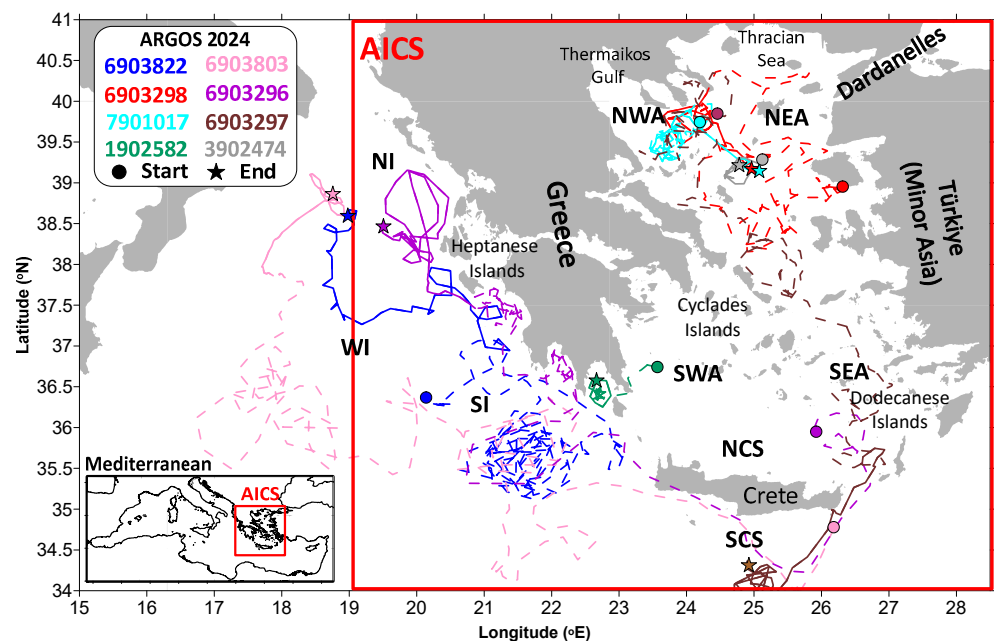 ARGOS 2024
6903822 6903803
6903298 6903296
7901017 6903297
1902582 3902474
Start End
AICS
Thermaikos
Gulf
Thracian
Sea
Dardanelles
NWA
NEA
NI
Greece
Türkiye
(Minor Asia)
Heptanese
Islands
Cyclades
Islands
WI
SWA
SEA
SI
Dodecanese
Islands
NCS
Crete
SCS
Mediterranean
AICS
Latitude (oN)
41
40.5
40
39.5
39
38.5
38
37.5
37
36.5
36
35.5
35
34.5
34
15 16 17 18 19 20 21 22 23 24 25 26 27 28
Longitude (oE)